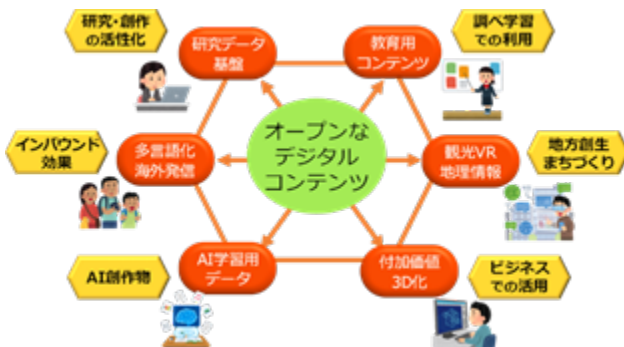 研究・創作
の活性化
研究データ
基盤
教育用
コンテンツ
調べ学習
での利用
インバウンド
効果
多言語化
海外発信
オープンな
デジタル
コンテンツ
観光VR
地理情報
地方創生
まちづくり
AI創作物
AI学習用
データ
付加価値
3D化
ビジネス
での活用